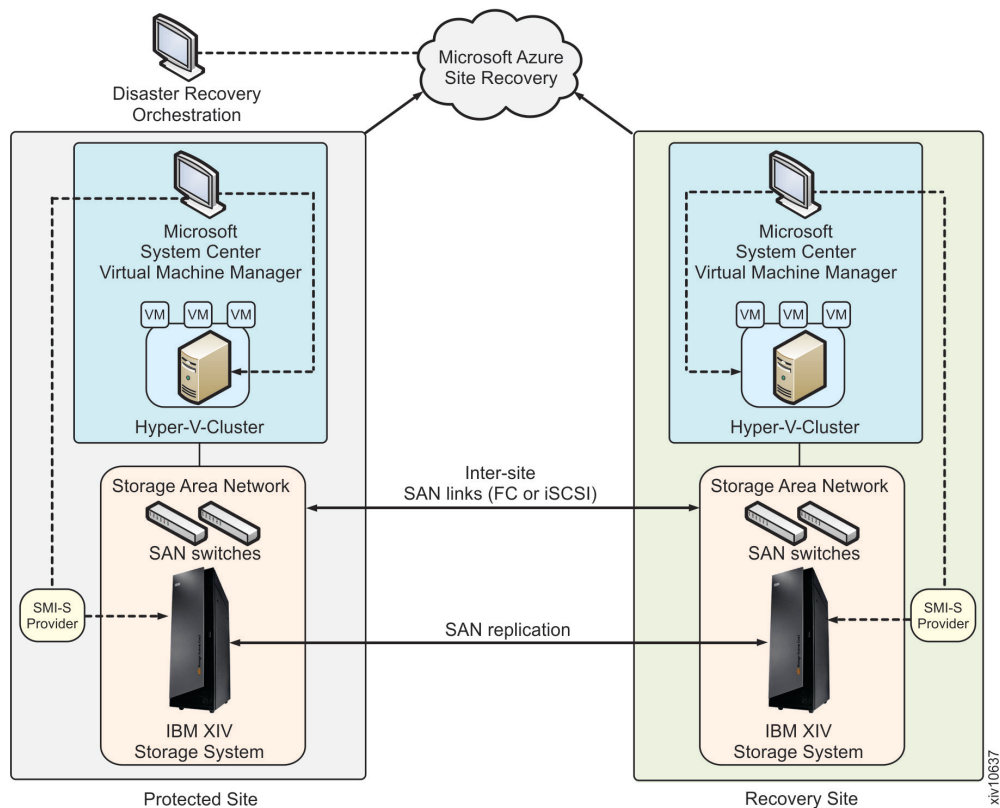 Microsoft Azure
Site Recovery
Disaster Recovery
Orchestration
Microsoft
System Center
Virtual Machine Manager
VM
VM
VM
Hyper-V-Cluster
Storage Area Network
SAN switches
SMI-S
Provider
IBM XIV
Storage System
Protected Site
Inter-site
SAN links (FC or iSCSI)
SAN replication
Microsoft
System Center
Virtual Machine Manager
VM
VM
VM
Hyper-V-Cluster
Storage Area Network
SAN switches
SMI-S
Provider
IBM XIV
Storage System
Recovery Site
xiv10637